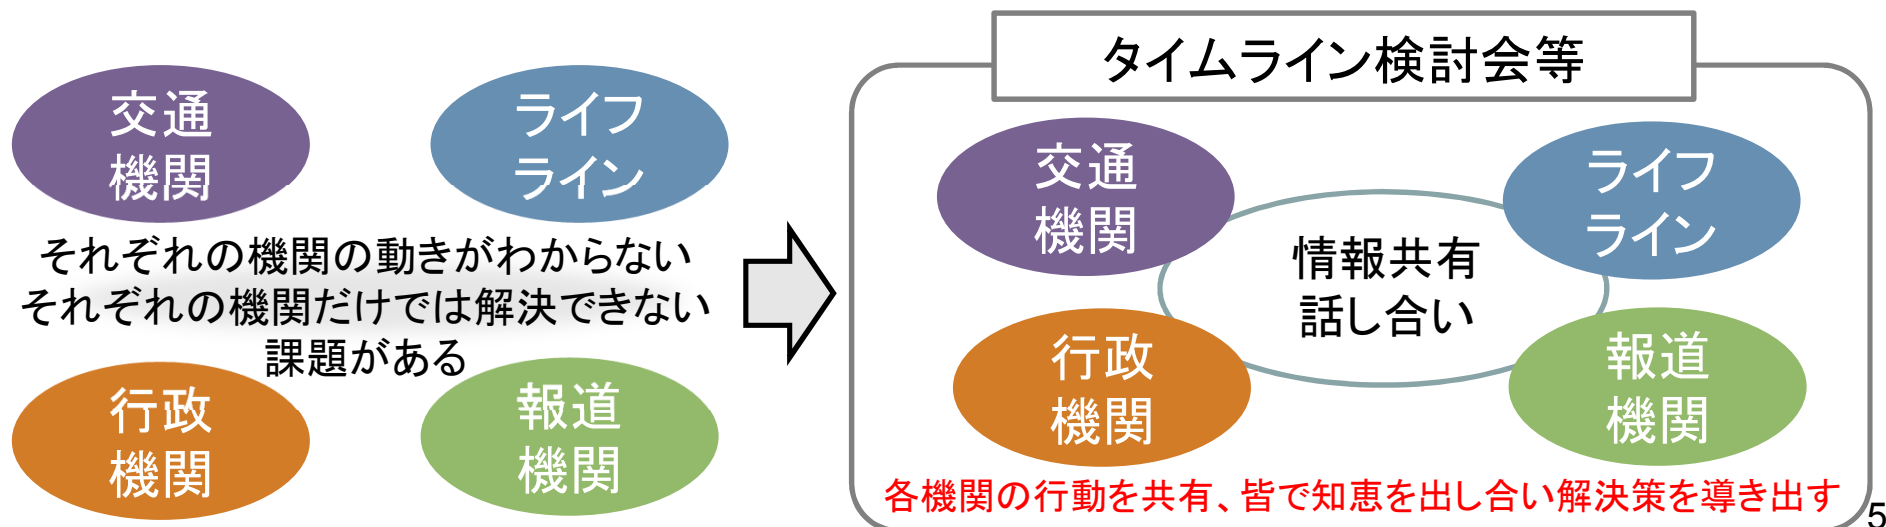 交通
機関
ライフ
ライン
それぞれの機関の動きがわからない
それぞれの機関だけでは解決できない
課題がある
行政
機関
報道
機関
タイムライン検討会等
交通
機関
ライフ
ライン
情報共有
話し合い
行政
機関
報道
機関
各機関の行動を共有、皆で知恵を出し合い解決策を導き出す
5